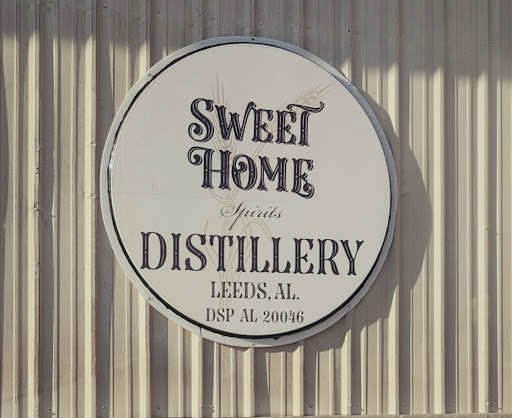 SWEET
HOME
Spirits
DISTILLERY
LEEDS, AL.
DSP-AL-20046